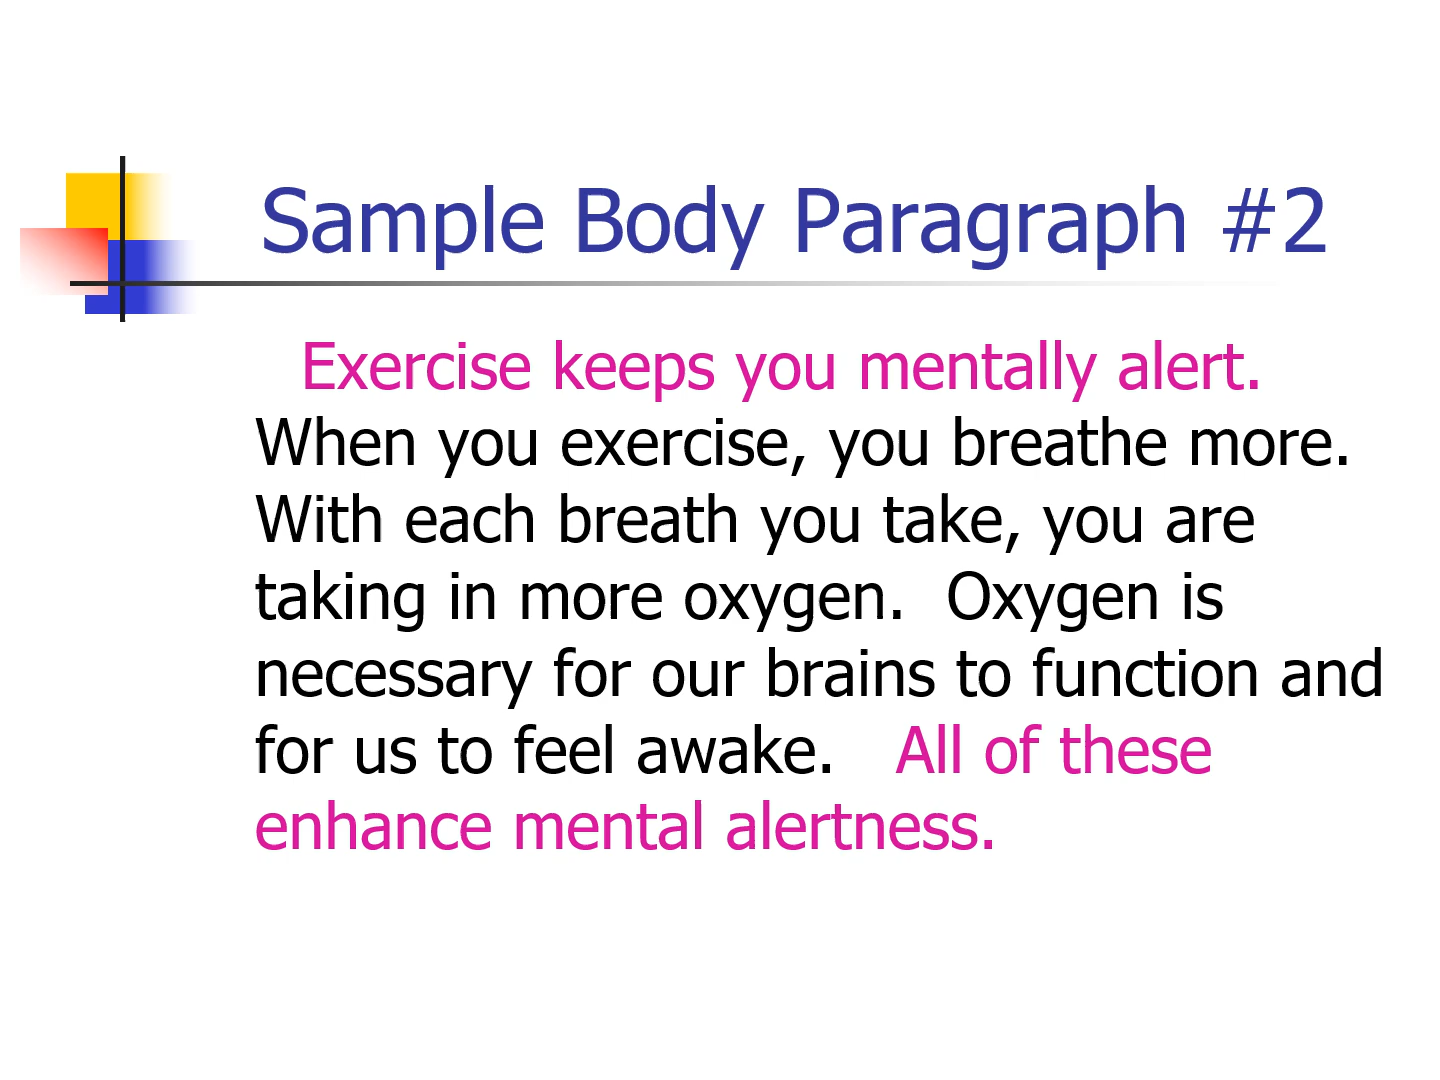 Sample Body Paragraph #2
Exercise keeps you mentally alert.
When you exercise, you breathe more.
With each breath you take, you are
taking in more oxygen.  Oxygen is
necessary for our brains to function and
for us to feel awake.   All of these
enhance mental alertness.